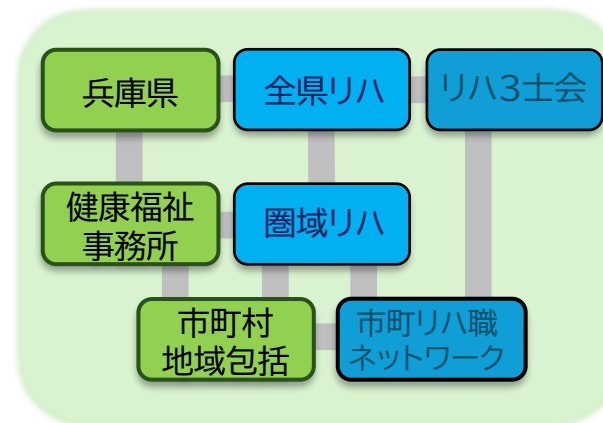 兵庫県
全県リハ
リハ3士会
健康福祉
事務所
圏域リハ
市町村
地域包括
市町リハ職
ネットワーク